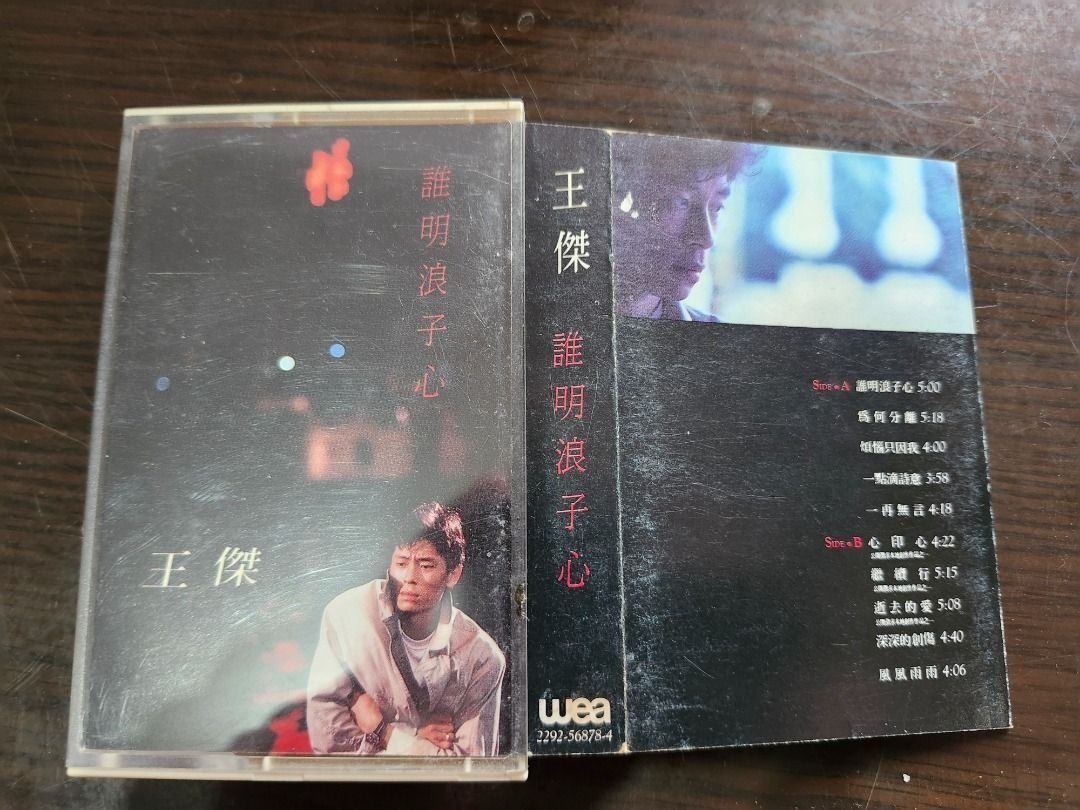 誰明浪子心
王傑
王傑 誰明浪子心
wea
2292-56878-4
SIDE A 誰明浪子心 5:00
為何分離 5:18
煩惱只因我 4:00
一點滴詩意 3:58
一再無言 4:18
SIDE B 心印心 4:22
繼續行 5:15
逝去的愛 5:08
深深的創傷 4:40
風風雨雨 4:06